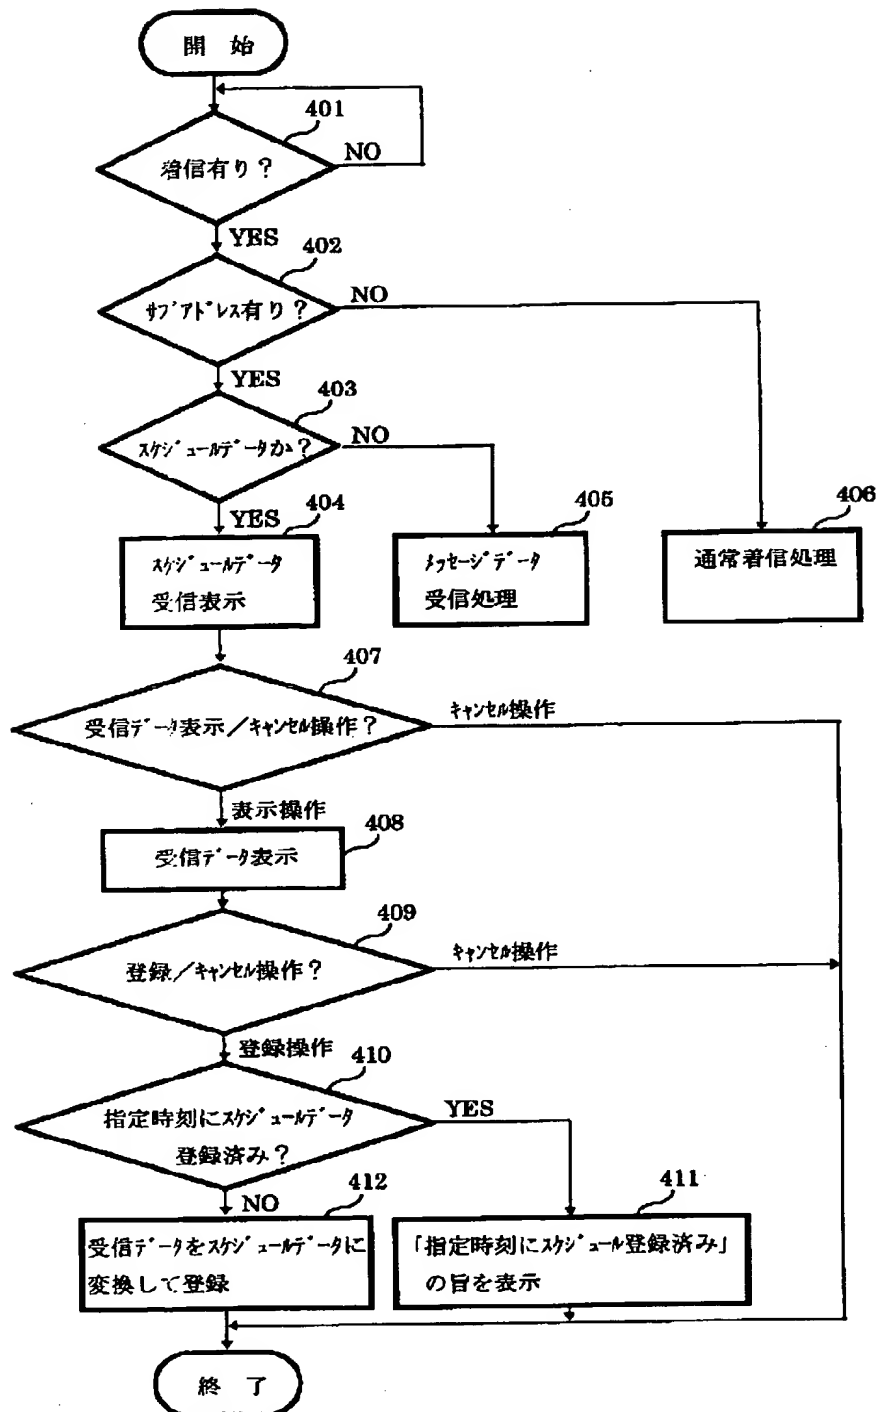 開 始
401
着信有り?
NO
YES
402
サブアドレス有り?
NO
YES
403
スケジュールデータか?
NO
YES
404
スケジュールデータ
受信表示
405
メッセージデータ
受信処理
406
通常着信処理
407
受信データ表示/キャンセル操作?
キャンセル操作
表示操作
408
受信データ表示
409
登録/キャンセル操作?
キャンセル操作
登録操作
410
指定時刻にスケジュールデータ
登録済み?
YES
NO
412
受信データをスケジュールデータに
変換して登録
411
「指定時刻にスケジュール登録済み」
の旨を表示
終 了